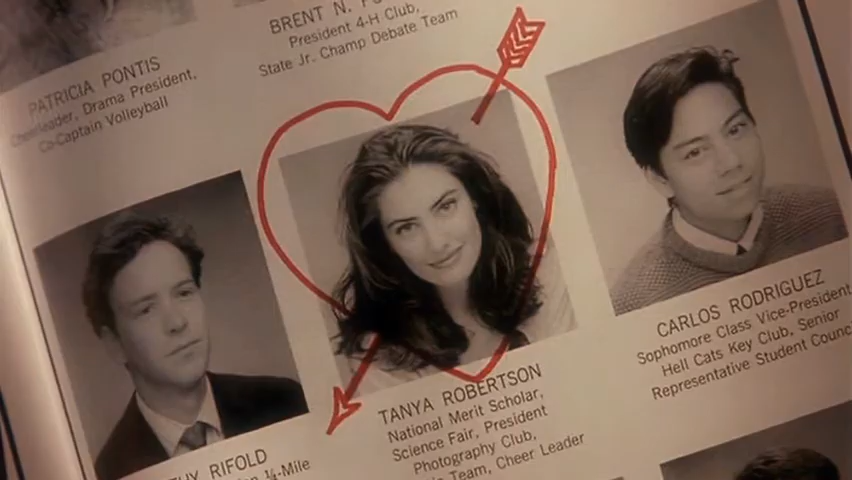 PATRICIA PONTIS
Cheerleader, Drama President,
Co-Captain Volleyball
BRENT N.
President 4-H Club,
State Jr. Champ Debate Team
RIFOLD
¼-Mile
TANYA ROBERTSON
National Merit Scholar,
Science Fair, President
Photography Club,
Team, Cheer Leader
CARLOS RODRIGUEZ
Sophomore Class Vice-President
Hell Cats Key Club, Senior
Representative Student